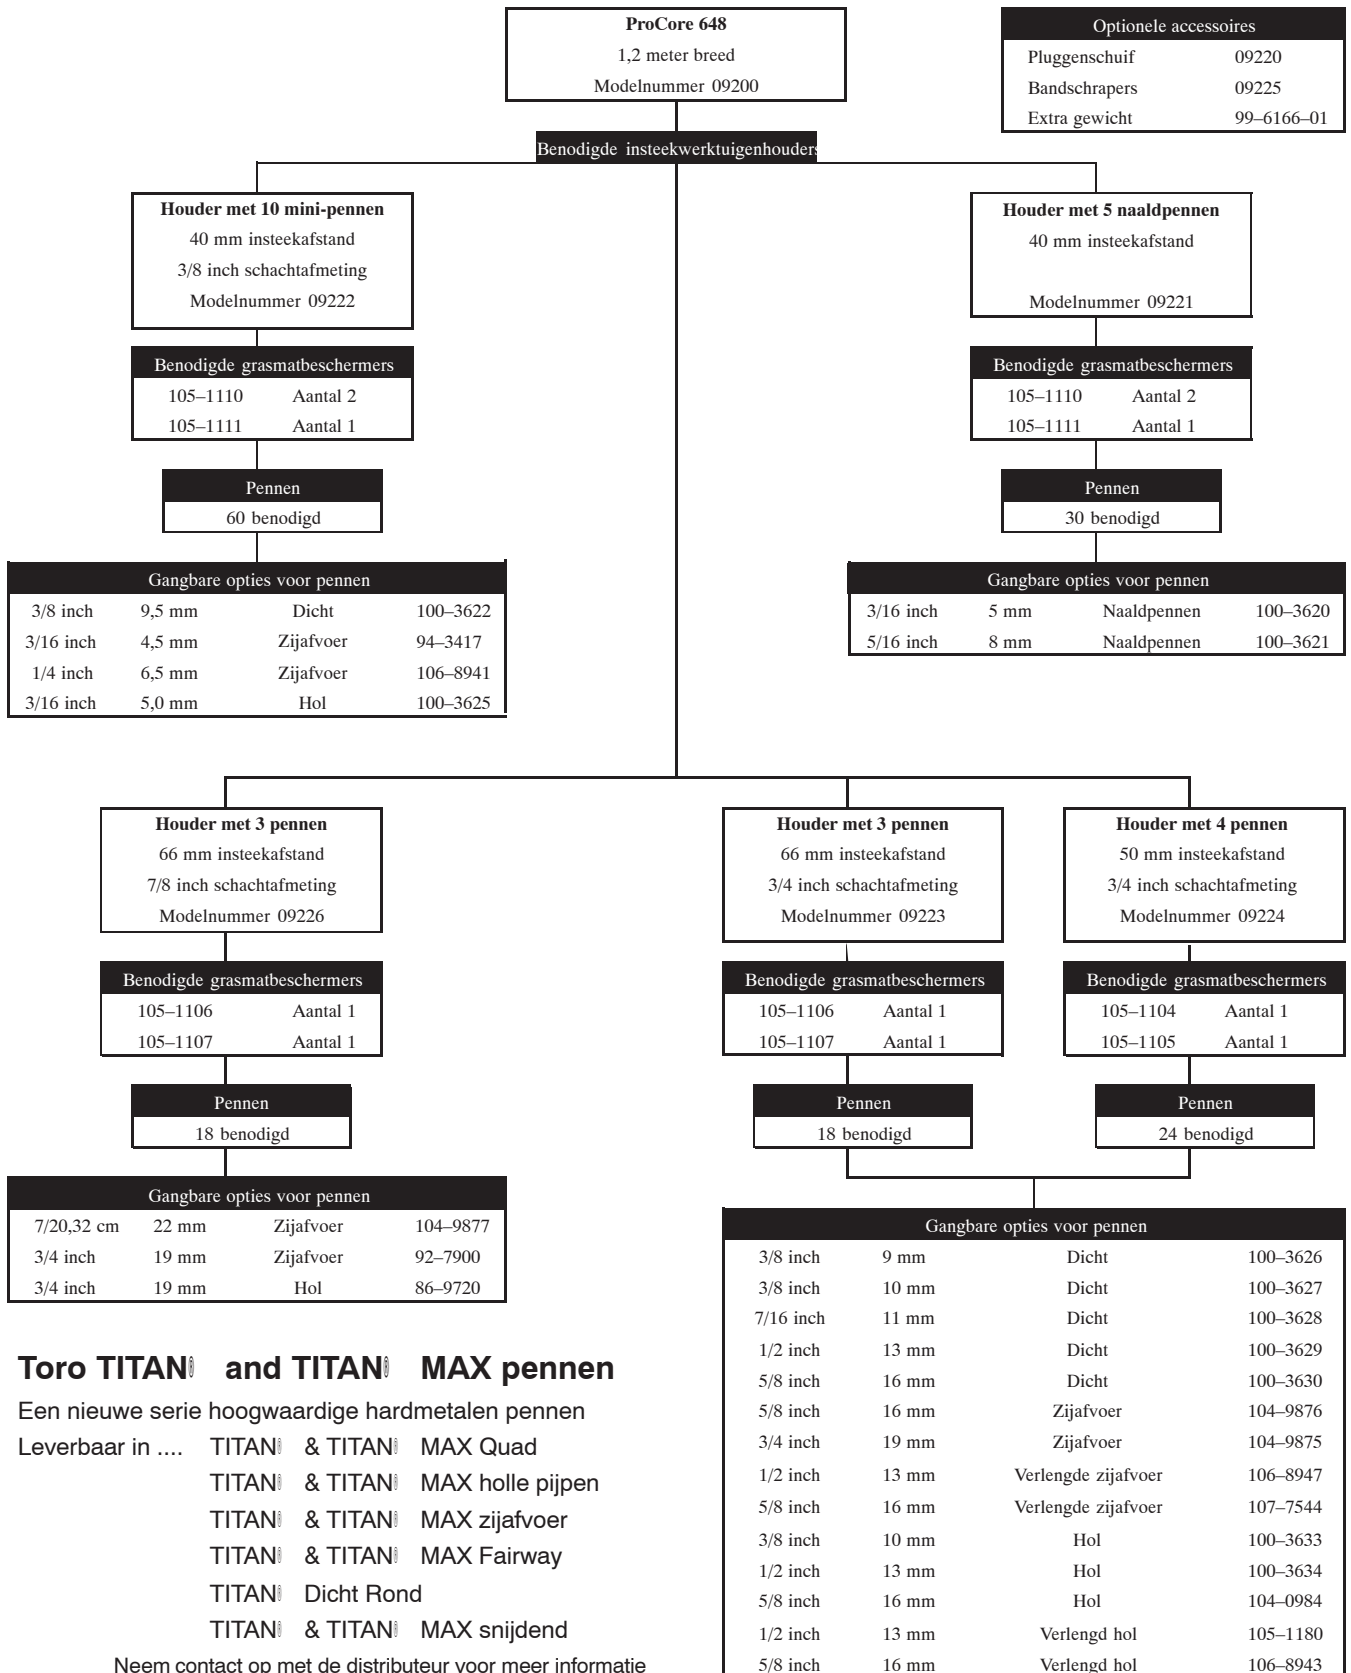 ProCore 648
1,2 meter breed
Modelnummer 09200
Optionele accessoires
Pluggenschuif 09220
Bandschrapers 09225
Extra gewicht 99–6166–01
Benodigde insteekwerktuigenhouders
Houder met 10 mini-pennen
40 mm insteekafstand
3/8 inch schachtafmeting
Modelnummer 09222
Benodigde grasmatbeschermers
105–1110 Aantal 2
105–1111 Aantal 1
Pennen
60 benodigd
Gangbare opties voor pennen
3/8 inch 9,5 mm Dicht 100–3622
3/16 inch 4,5 mm Zijafvoer 94–3417
1/4 inch 6,5 mm Zijafvoer 106–8941
3/16 inch 5,0 mm Hol 100–3625
Houder met 5 naaldpennen
40 mm insteekafstand
Modelnummer 09221
Benodigde grasmatbeschermers
105–1110 Aantal 2
105–1111 Aantal 1
Pennen
30 benodigd
Gangbare opties voor pennen
3/16 inch 5 mm Naaldpennen 100–3620
5/16 inch 8 mm Naaldpennen 100–3621
Houder met 3 pennen
66 mm insteekafstand
7/8 inch schachtafmeting
Modelnummer 09226
Benodigde grasmatbeschermers
105–1106 Aantal 1
105–1107 Aantal 1
Pennen
18 benodigd
Gangbare opties voor pennen
7/20,32 cm 22 mm Zijafvoer 104–9877
3/4 inch 19 mm Zijafvoer 92–7900
3/4 inch 19 mm Hol 86–9720
Houder met 3 pennen
66 mm insteekafstand
3/4 inch schachtafmeting
Modelnummer 09223
Benodigde grasmatbeschermers
105–1106 Aantal 1
105–1107 Aantal 1
Pennen
18 benodigd
Houder met 4 pennen
50 mm insteekafstand
3/4 inch schachtafmeting
Modelnummer 09224
Benodigde grasmatbeschermers
105–1104 Aantal 1
105–1105 Aantal 1
Pennen
24 benodigd
Gangbare opties voor pennen
3/8 inch 9 mm Dicht 100–3626
3/8 inch 10 mm Dicht 100–3627
7/16 inch 11 mm Dicht 100–3628
1/2 inch 13 mm Dicht 100–3629
5/8 inch 16 mm Dicht 100–3630
5/8 inch 16 mm Zijafvoer 104–9876
3/4 inch 19 mm Zijafvoer 104–9875
1/2 inch 13 mm Verlengde zijafvoer 106–8947
5/8 inch 16 mm Verlengde zijafvoer 107–7544
3/8 inch 10 mm Hol 100–3633
1/2 inch 13 mm Hol 100–3634
5/8 inch 16 mm Hol 104–0984
1/2 inch 13 mm Verlengd hol 105–1180
5/8 inch 16 mm Verlengd hol 106–8943
Toro TITAN and TITAN MAX pennen
Een nieuwe serie hoogwaardige hardmetalen pennen
Leverbaar in .... TITAN & TITAN MAX Quad
TITAN & TITAN MAX holle pijpen
TITAN & TITAN MAX zijafvoer
TITAN & TITAN MAX Fairway
TITAN Dicht Rond
TITAN & TITAN MAX snijdend
Neem contact op met de distributeur voor meer informatie